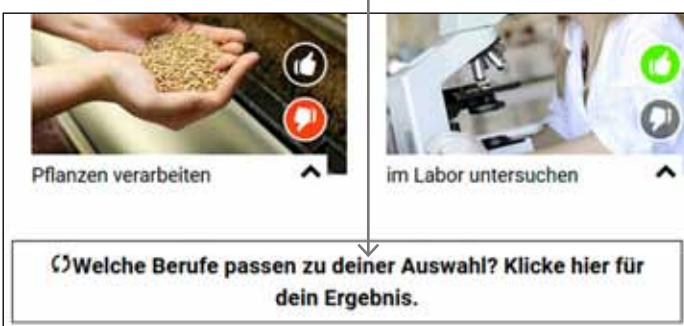 Pflanzen verarbeiten
im Labor untersuchen
Welche Berufe passen zu deiner Auswahl? Klicke hier für
dein Ergebnis.